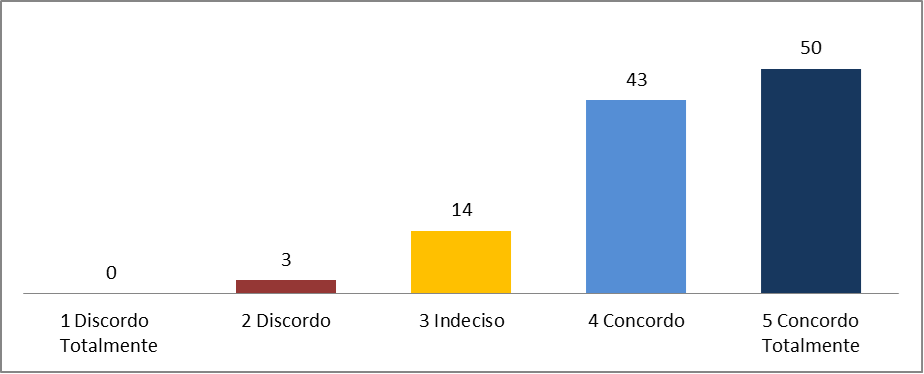 50
43
14
3
0
1 Discordo Totalmente
2 Discordo
3 Indeciso
4 Concordo
5 Concordo Totalmente